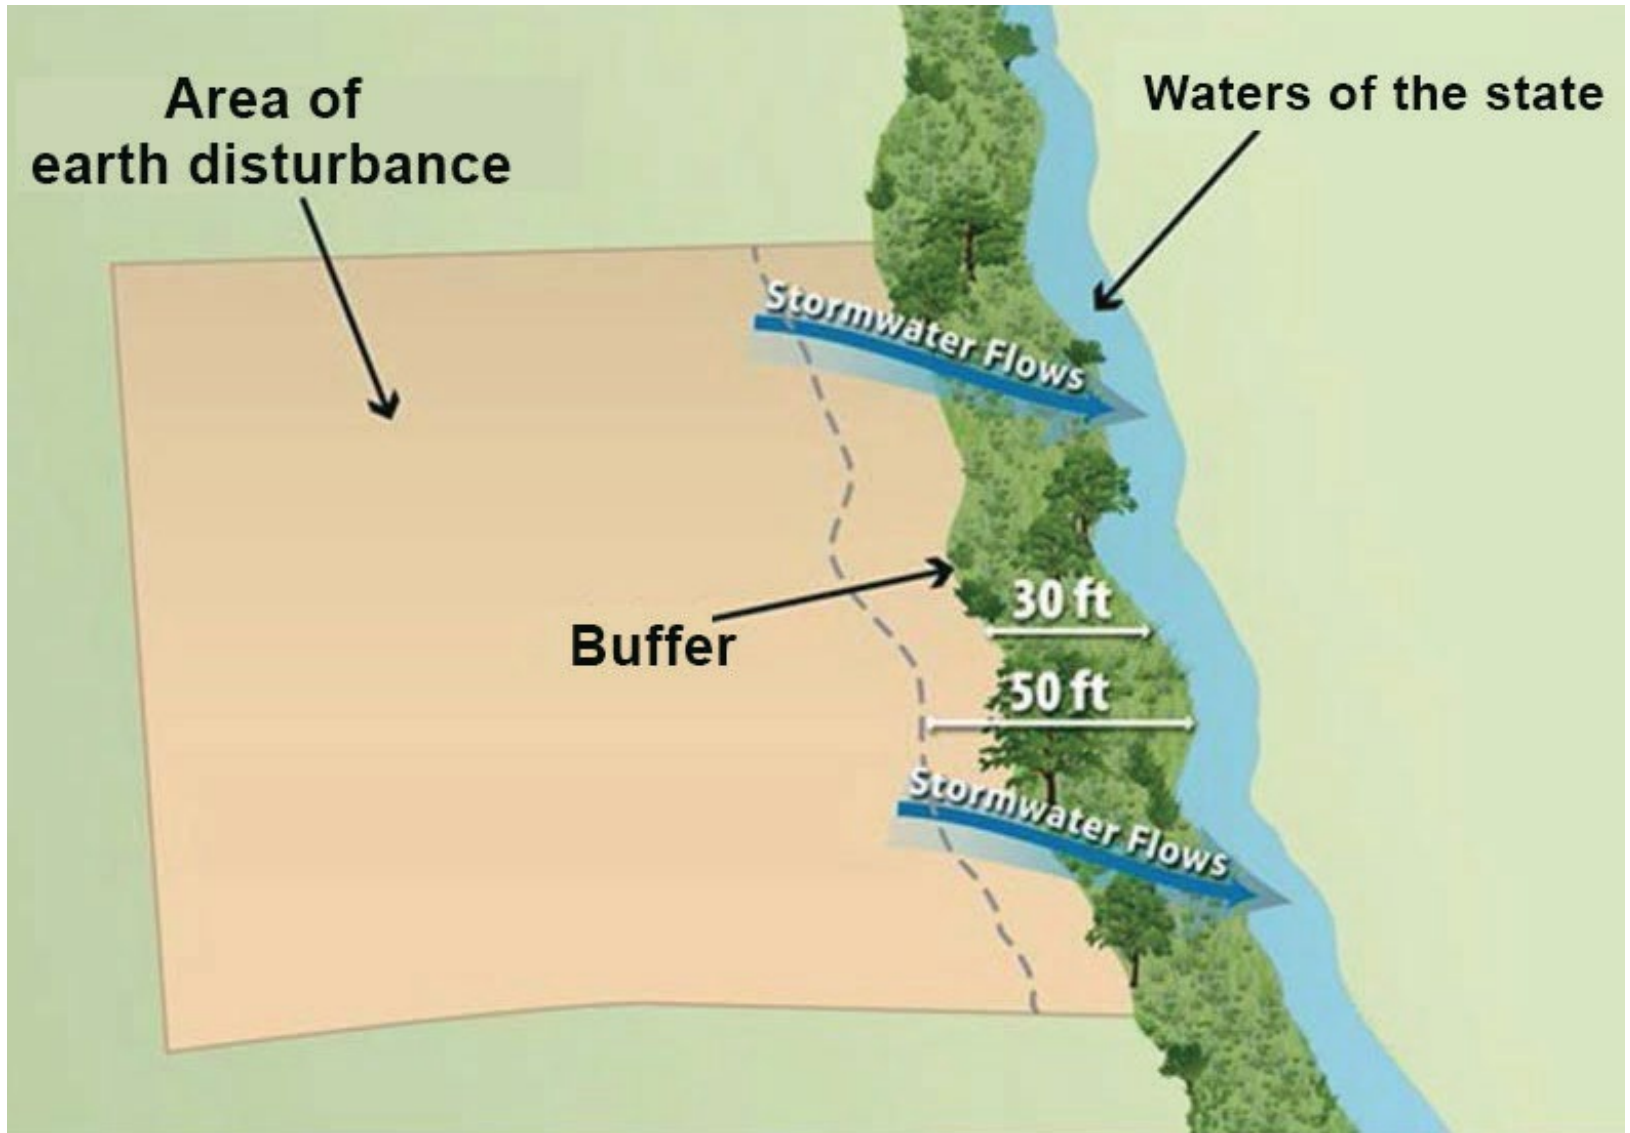 Area of
earth disturbance
Waters of the state
Stormwater Flows
Buffer
30 ft
50 ft
Stormwater Flows